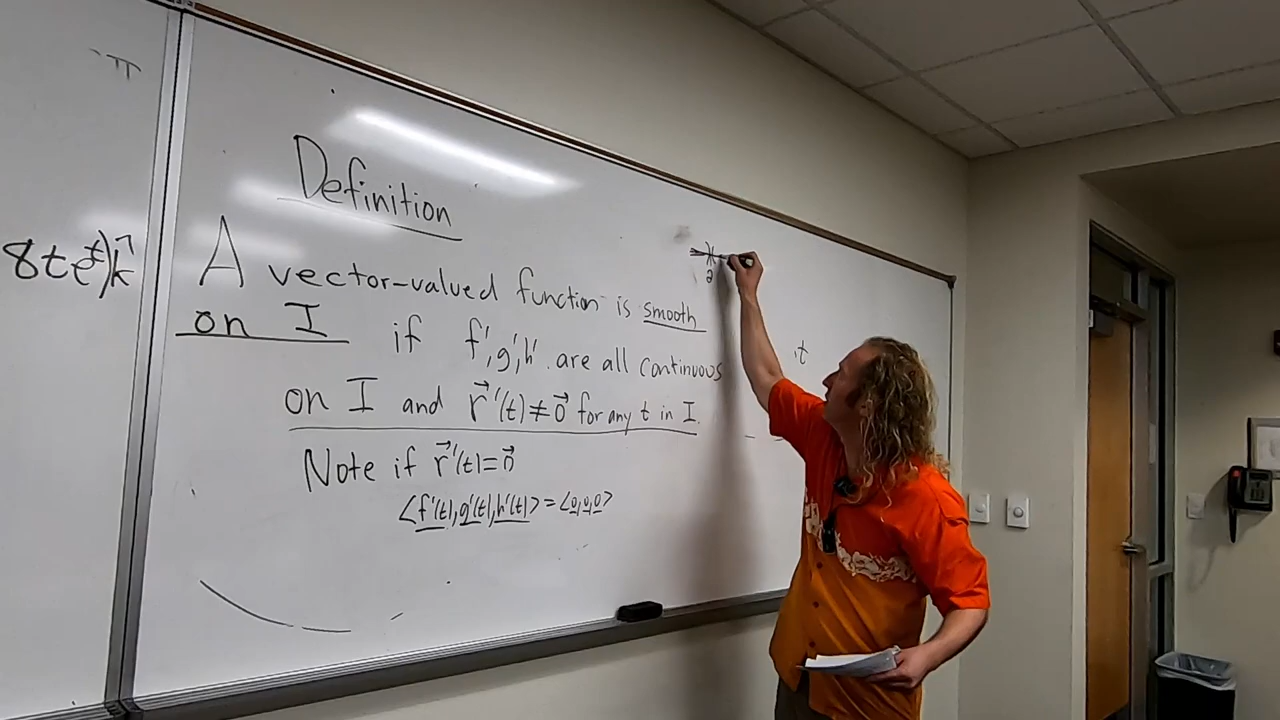 π
8te^t)k⃗
Definition
A vector-valued function is smooth
on I if f',g',h' are all continuous
on I and r⃗'(t)≠0⃗ for any t in I.
Note if r⃗'(t)=0⃗
<f'(t),g'(t),h'(t)>=<0,0,0>
)(
2
t